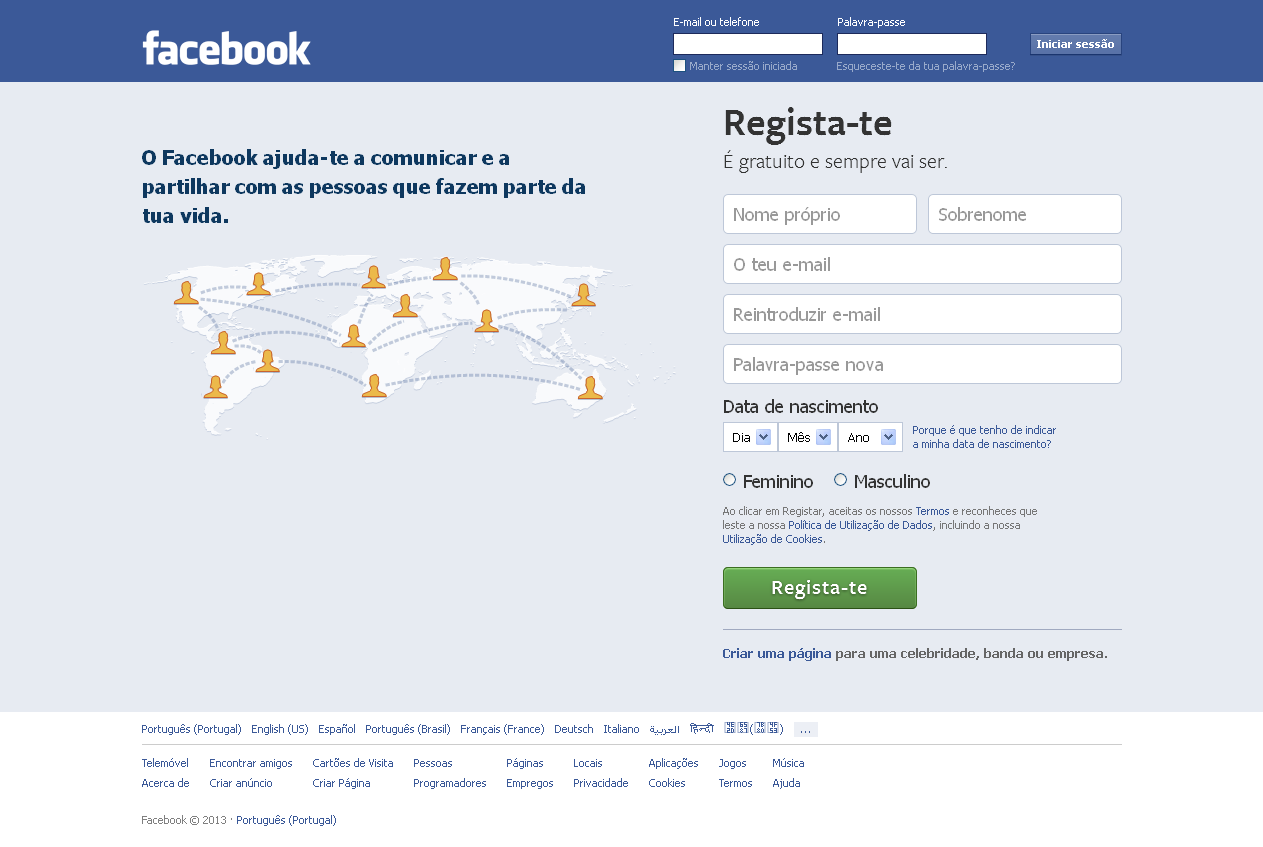 facebook
E-mail ou telefone
Palavra-passe
Iniciar sessão
Manter sessão iniciada
Esqueceste-te da tua palavra-passe?
O Facebook ajuda-te a comunicar e a
partilhar com as pessoas que fazem parte da
tua vida.
Regista-te
É gratuito e sempre vai ser.
Nome próprio
Sobrenome
O teu e-mail
Reintroduzir e-mail
Palavra-passe nova
Data de nascimento
Dia
Mês
Ano
Porque é que tenho de indicar
a minha data de nascimento?
Feminino
Masculino
Ao clicar em Registar, aceitas os nossos Termos e reconheces que
leste a nossa Política de Utilização de Dados, incluindo a nossa
Utilização de Cookies.
Regista-te
Criar uma página para uma celebridade, banda ou empresa.
Português (Portugal) English (US) Español Português (Brasil) Français (France) Deutsch Italiano العربية हिन्दी ...
Telemóvel Encontrar amigos Cartões de Visita Pessoas Páginas Locais Aplicações Jogos Música
Acerca de Criar anúncio Criar Página Programadores Empregos Privacidade Cookies Termos Ajuda
Facebook © 2013 · Português (Portugal)